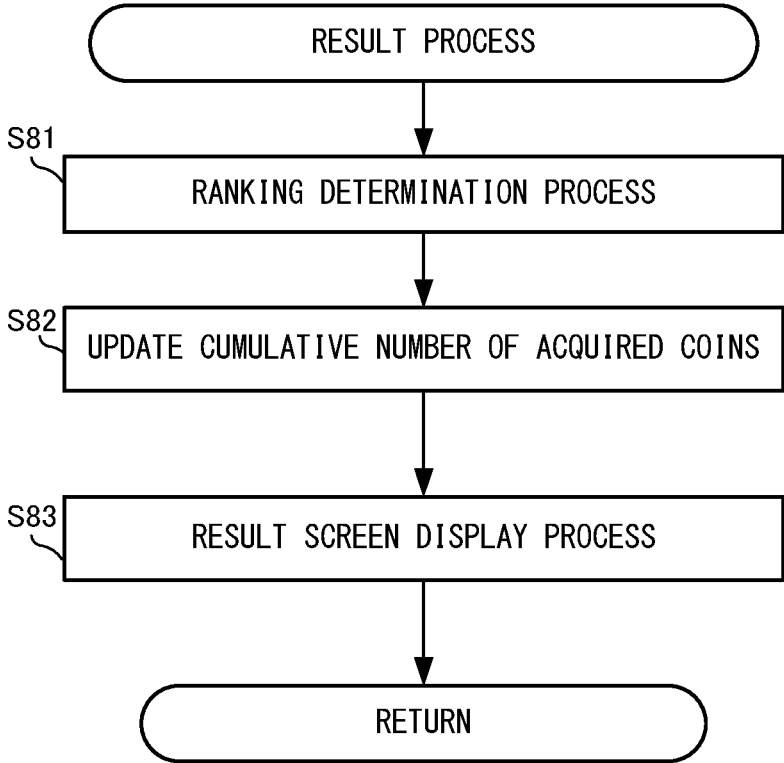 RESULT PROCESS
S81
RANKING DETERMINATION PROCESS
S82
UPDATE CUMULATIVE NUMBER OF ACQUIRED COINS
S83
RESULT SCREEN DISPLAY PROCESS
RETURN